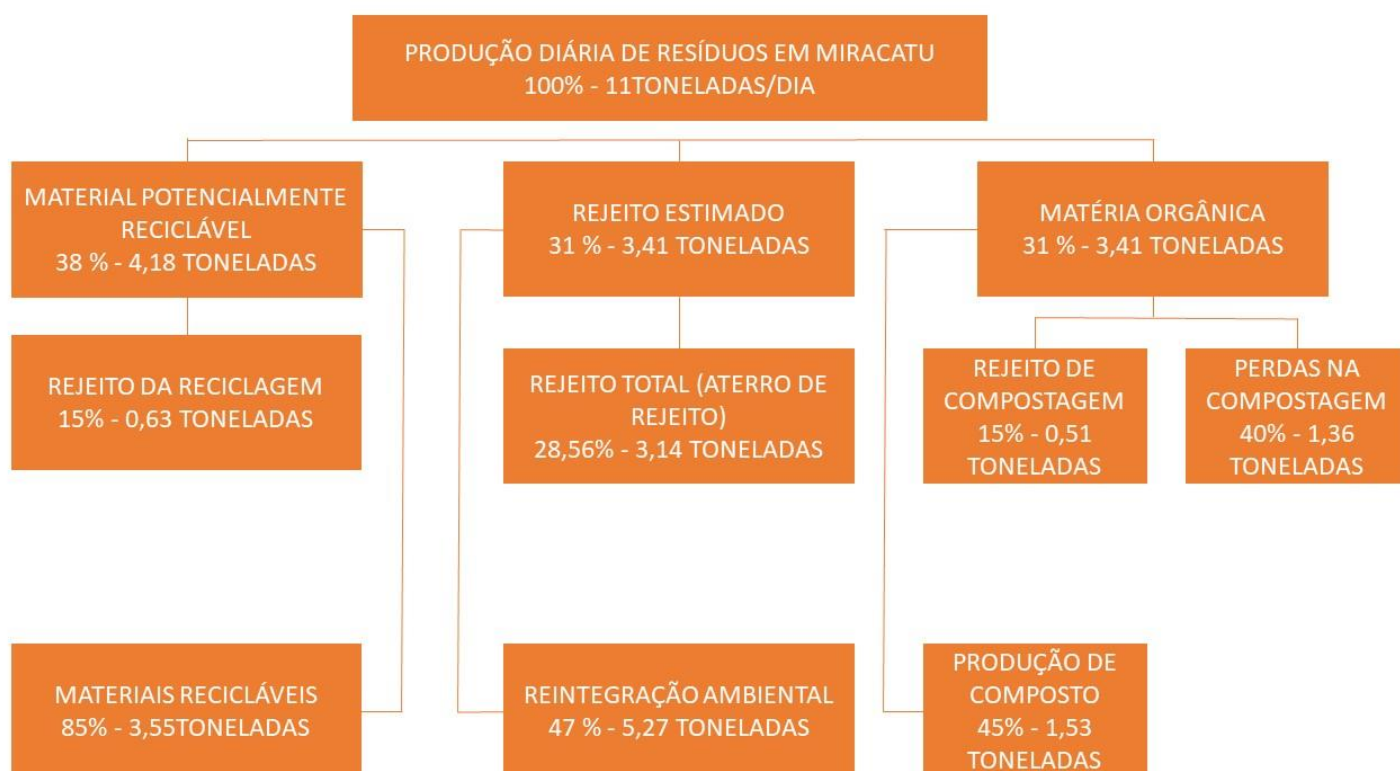 PRODUÇÃO DIÁRIA DE RESÍDUOS EM MIRACATU
100% - 11TONELADAS/DIA
MATERIAL POTENCIALMENTE
RECICLÁVEL
38 % - 4,18 TONELADAS
REJEITO ESTIMADO
31 % - 3,41 TONELADAS
MATÉRIA ORGÂNICA
31 % - 3,41 TONELADAS
REJEITO DA RECICLAGEM
15% - 0,63 TONELADAS
REJEITO TOTAL (ATERRO DE
REJEITO)
28,56% - 3,14 TONELADAS
REJEITO DE
COMPOSTAGEM
15% - 0,51
TONELADAS
PERDAS NA
COMPOSTAGEM
40% - 1,36
TONELADAS
MATERIAIS RECICLÁVEIS
85% - 3,55TONELADAS
REINTEGRAÇÃO AMBIENTAL
47 % - 5,27 TONELADAS
PRODUÇÃO DE
COMPOSTO
45% - 1,53
TONELADAS